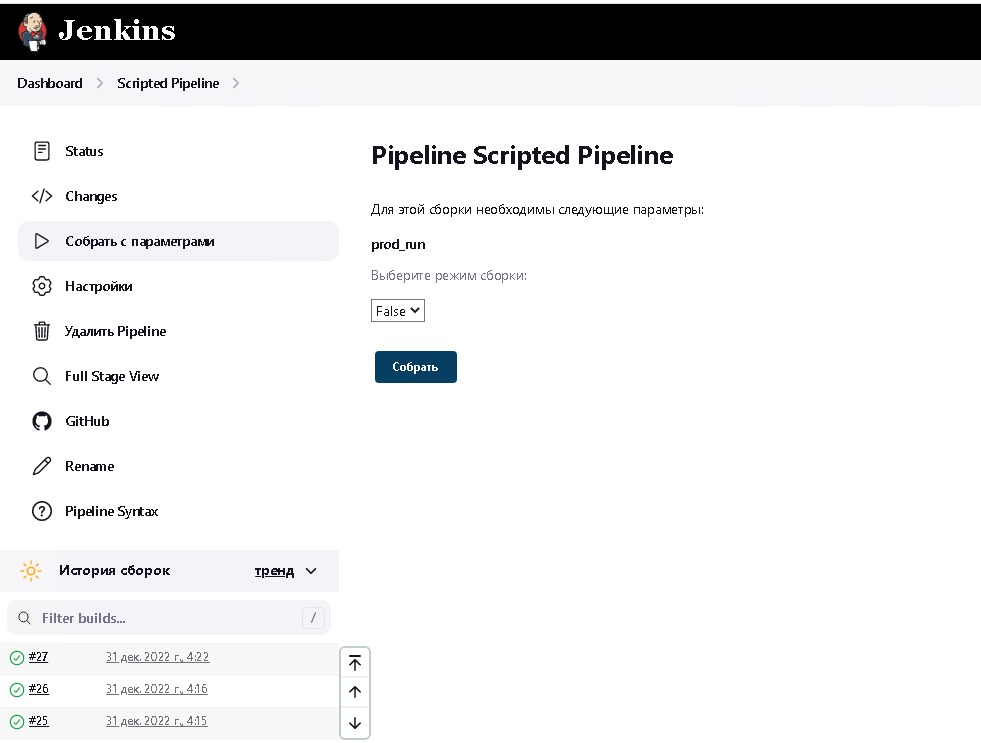 Jenkins
Dashboard
Scripted Pipeline
Status
Changes
Собрать с параметрами
Настройки
Удалить Pipeline
Full Stage View
GitHub
Rename
Pipeline Syntax
История сборок
тренд
Filter builds...
/
#27 31 дек. 2022 г., 4:22
#26 31 дек. 2022 г., 4:16
#25 31 дек. 2022 г., 4:15
Pipeline Scripted Pipeline
Для этой сборки необходимы следующие параметры:
prod_run
Выберите режим сборки:
False
Собрать